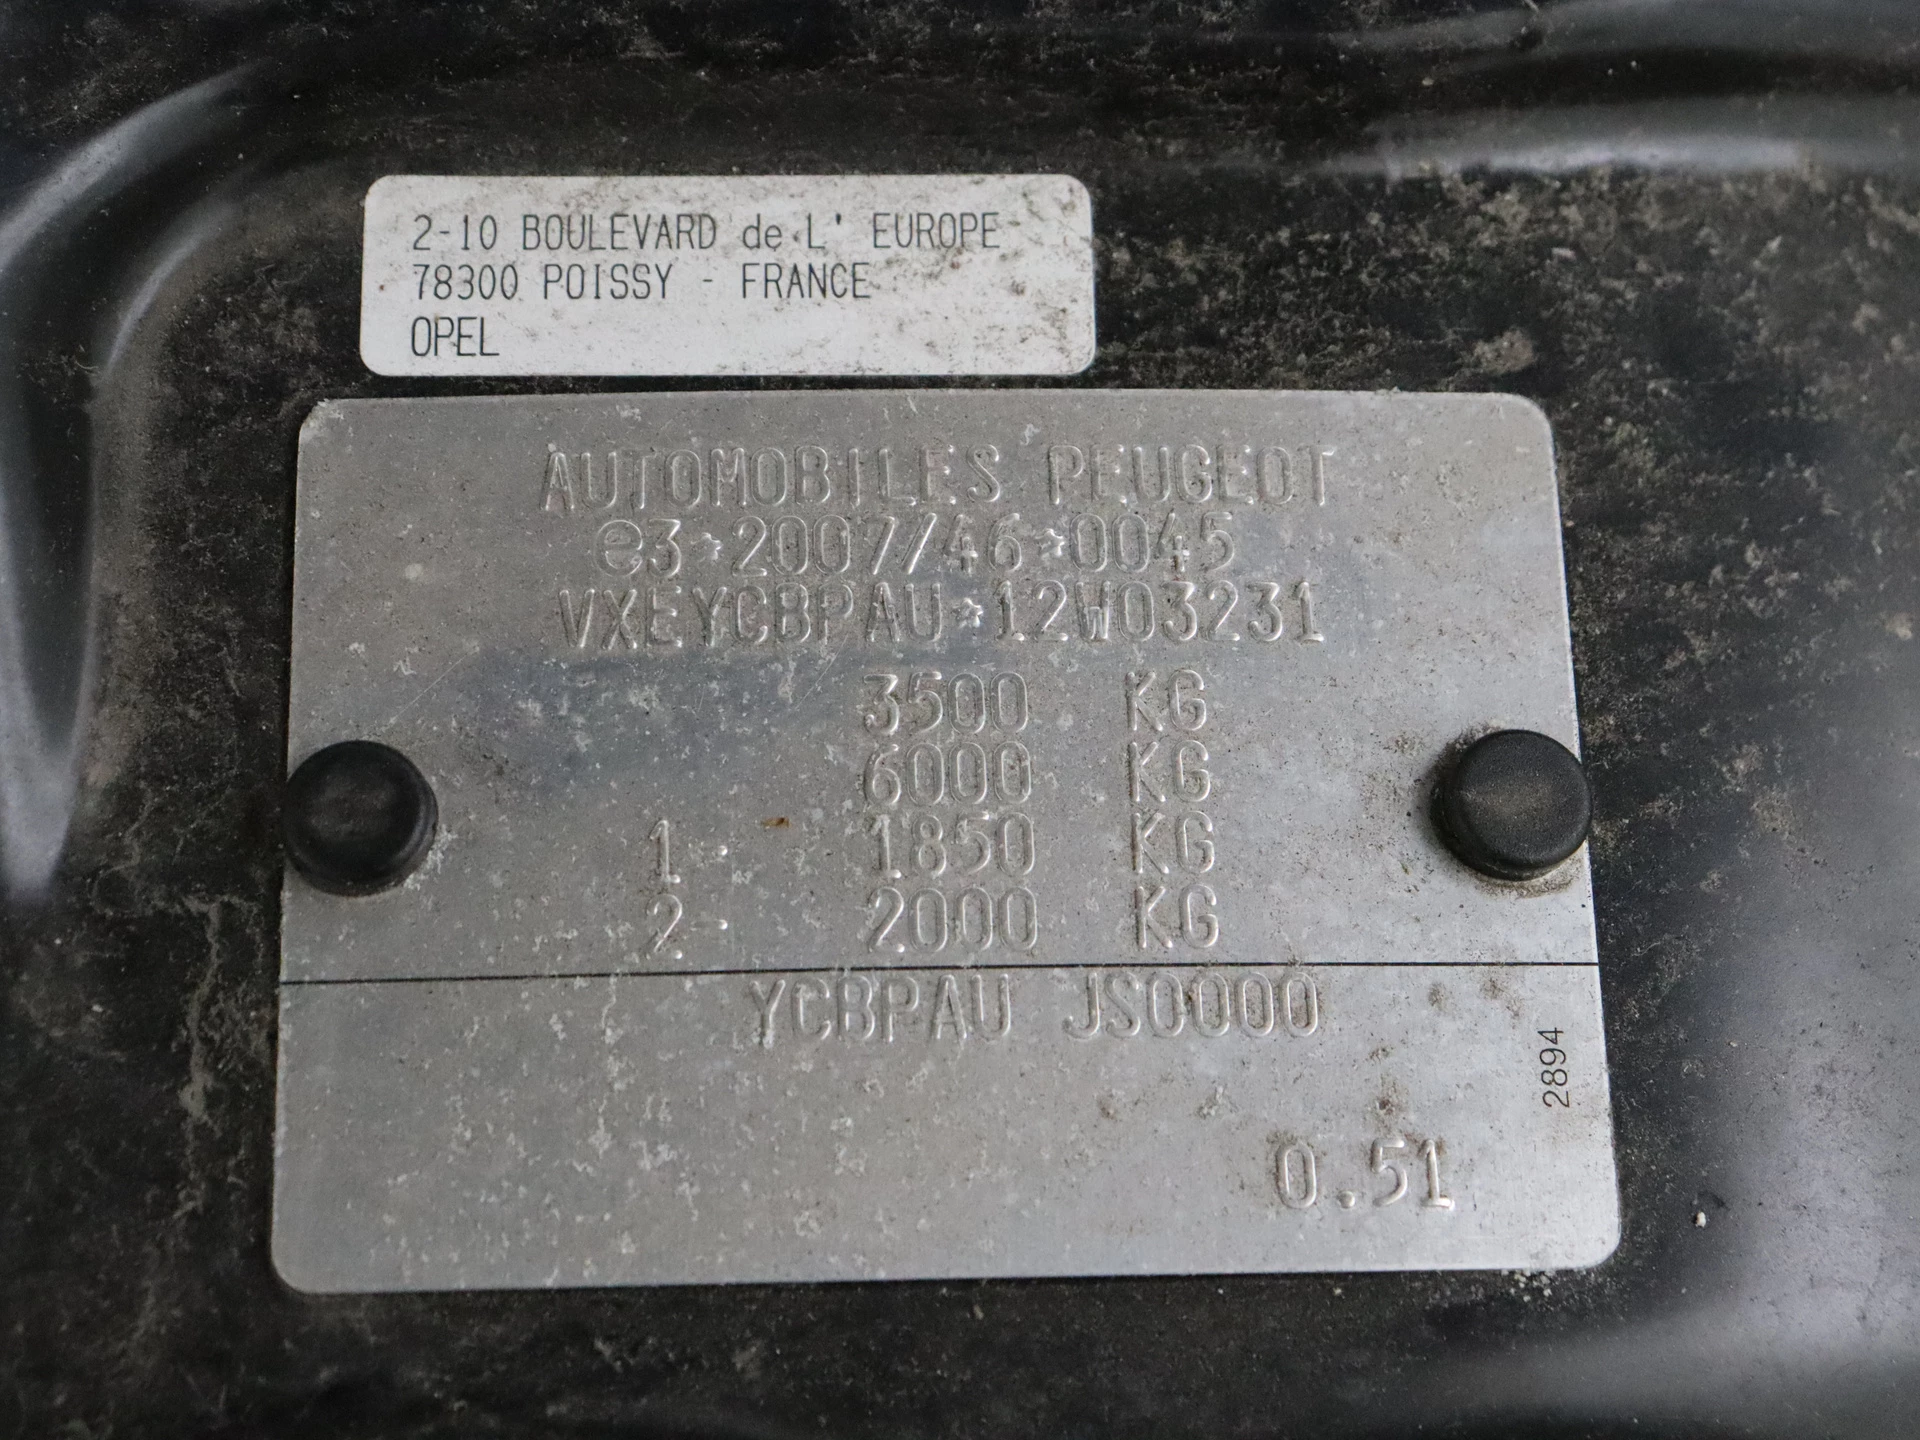 2-10 BOULEVARD de L' EUROPE
78300 POISSY - FRANCE
OPEL
AUTOMOBILES PEUGEOT
e3*2007/46*0045
VXEYCBPAU*12W03231
3500 KG
6000 KG
1- 1850 KG
2- 2000 KG
YCBPAU JS0000
2894
0.51